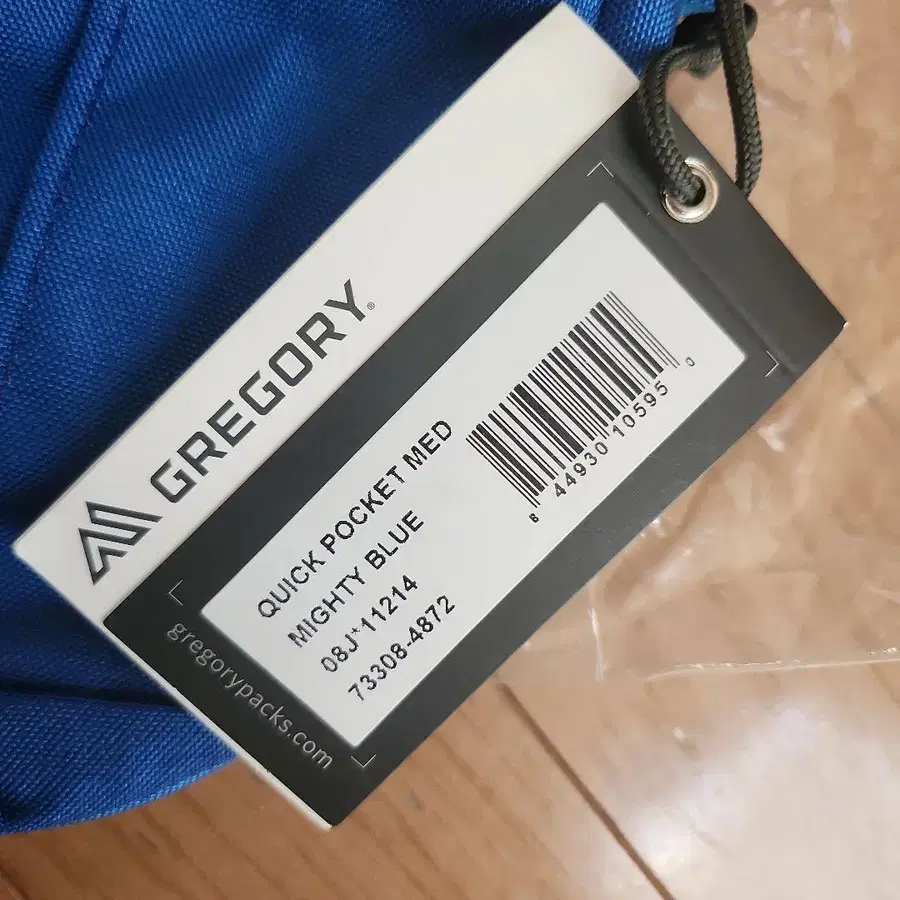 GREGORY®
QUICK POCKET MED
MIGHTY BLUE
08J*11214
73308-4872
8 44930 10595 0
gregorypacks.com